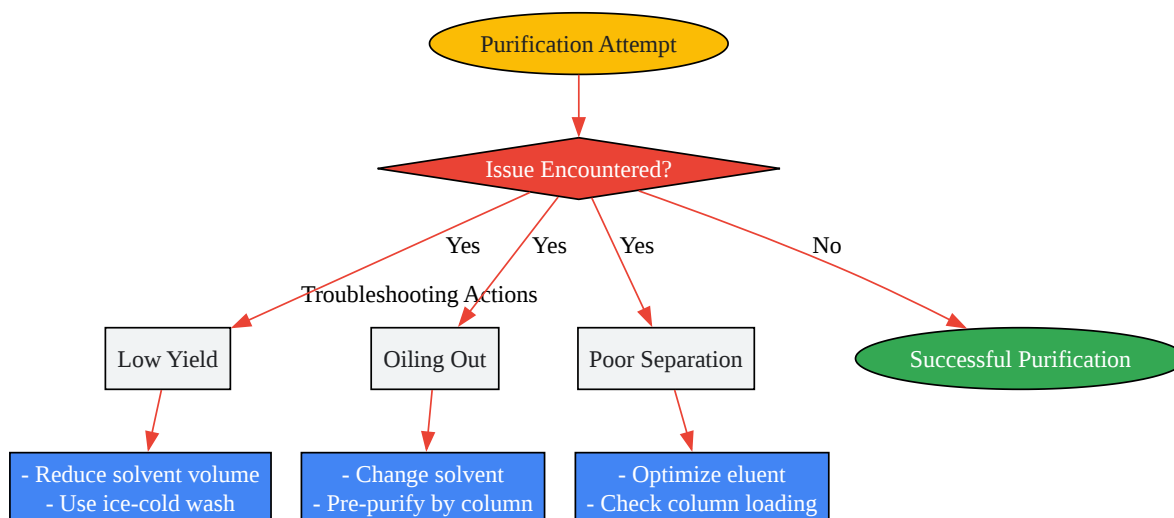 Purification Attempt
Issue Encountered?
Yes
Yes
Yes
No
Troubleshooting Actions
Low Yield
Oiling Out
Poor Separation
Successful Purification
- Reduce solvent volume
- Use ice-cold wash
- Change solvent
- Pre-purify by column
- Optimize eluent
- Check column loading